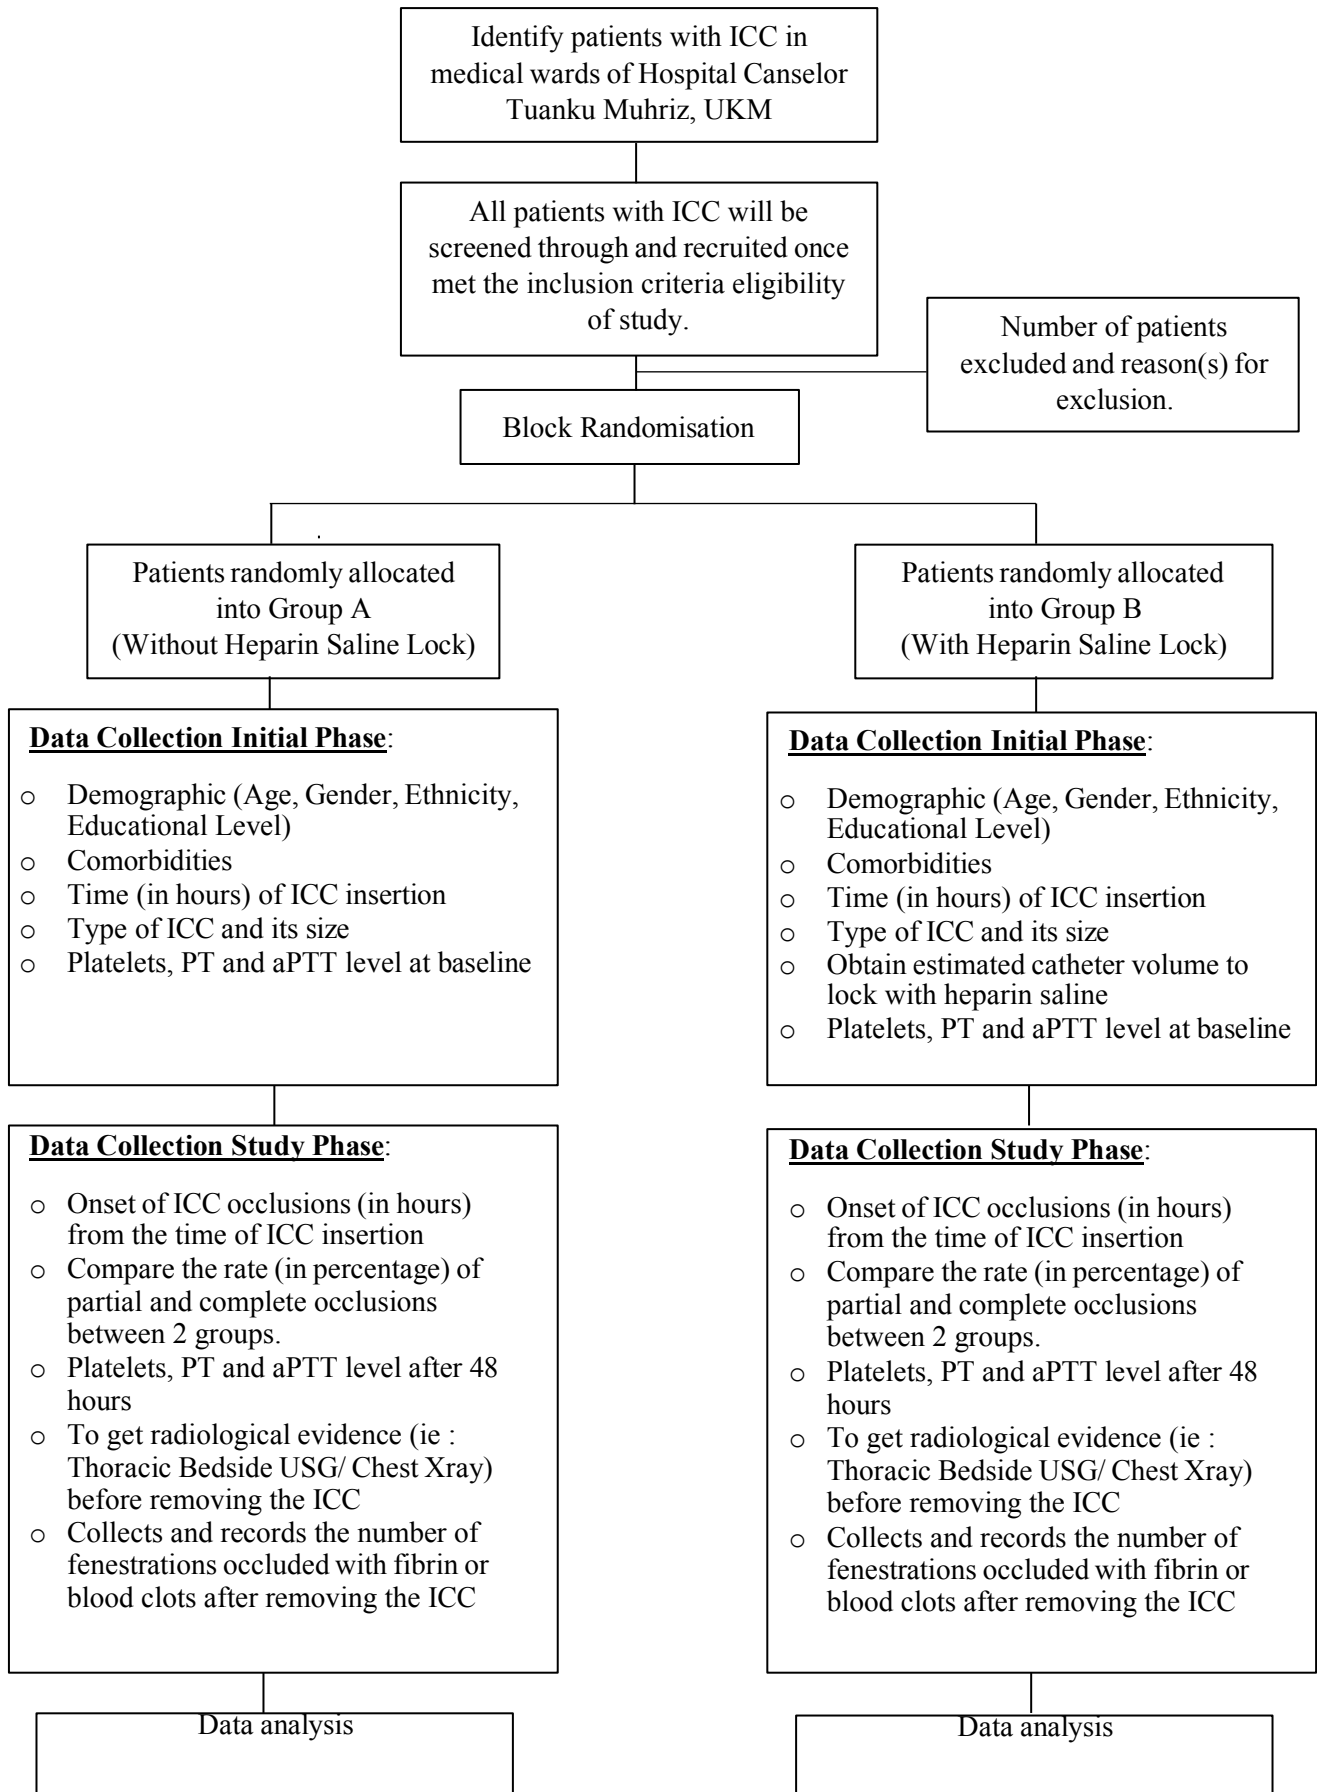 Identify patients with ICC in
medical wards of Hospital Canselor
Tuanku Muhriz, UKM
All patients with ICC will be
screened through and recruited once
met the inclusion criteria eligibility
of study.
Number of patients
excluded and reason(s) for
exclusion.
Block Randomisation
Patients randomly allocated
into Group A
(Without Heparin Saline Lock)
Patients randomly allocated
into Group B
(With Heparin Saline Lock)
Data Collection Initial Phase:
o Demographic (Age, Gender, Ethnicity,
Educational Level)
o Comorbidities
o Time (in hours) of ICC insertion
o Type of ICC and its size
o Platelets, PT and aPTT level at baseline
Data Collection Initial Phase:
o Demographic (Age, Gender, Ethnicity,
Educational Level)
o Comorbidities
o Time (in hours) of ICC insertion
o Type of ICC and its size
o Obtain estimated catheter volume to
lock with heparin saline
o Platelets, PT and aPTT level at baseline
Data Collection Study Phase:
o Onset of ICC occlusions (in hours)
from the time of ICC insertion
o Compare the rate (in percentage) of
partial and complete occlusions
between 2 groups.
o Platelets, PT and aPTT level after 48
hours
o To get radiological evidence (ie :
Thoracic Bedside USG/ Chest Xray)
before removing the ICC
o Collects and records the number of
fenestrations occluded with fibrin or
blood clots after removing the ICC
Data Collection Study Phase:
o Onset of ICC occlusions (in hours)
from the time of ICC insertion
o Compare the rate (in percentage) of
partial and complete occlusions
between 2 groups.
o Platelets, PT and aPTT level after 48
hours
o To get radiological evidence (ie :
Thoracic Bedside USG/ Chest Xray)
before removing the ICC
o Collects and records the number of
fenestrations occluded with fibrin or
blood clots after removing the ICC
Data analysis
Data analysis